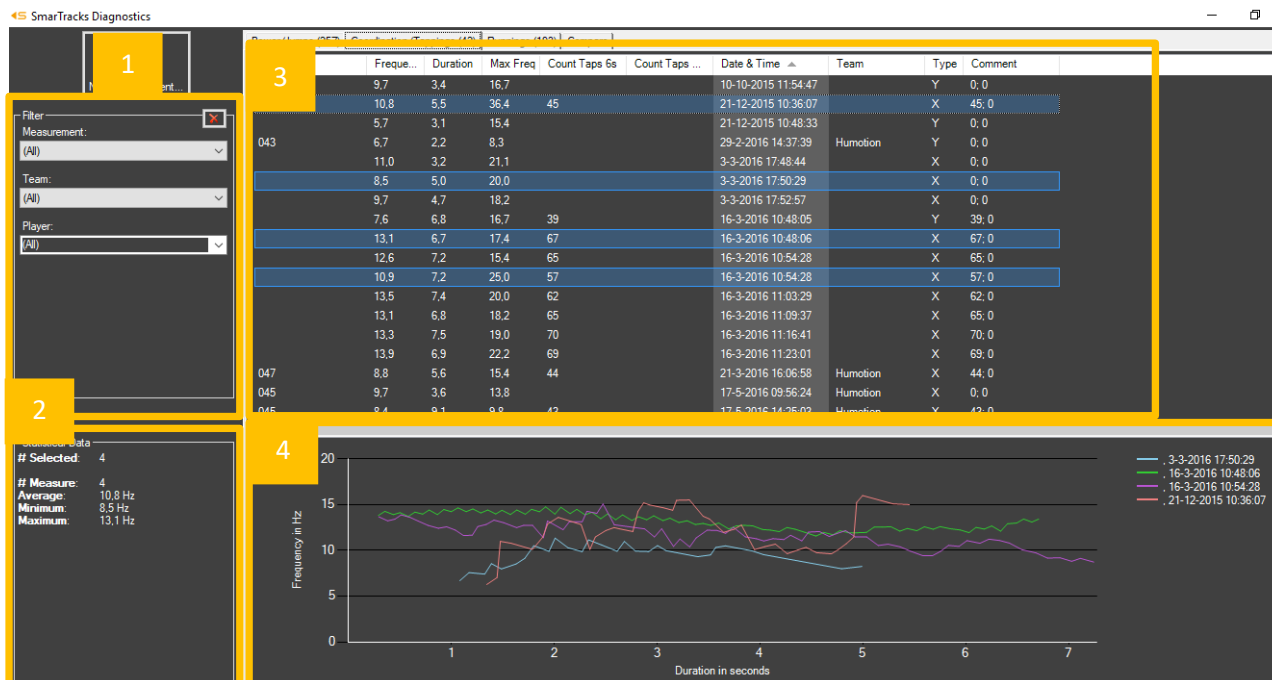 SmarTracks Diagnostics
1
3
Freque... Duration Max Freq Count Taps 6s Count Taps ... Date & Time Team Type Comment
9,7 3,4 16,7 10-10-2015 11:54:47 Y 0; 0
10,8 5,5 36,4 45 21-12-2015 10:36:07 X 45; 0
5,7 3,1 15,4 21-12-2015 10:48:33 Y 0; 0
043 6,7 2,2 8,3 29-2-2016 14:37:39 Humotion Y 0; 0
11,0 3,2 21,1 3-3-2016 17:48:44 X 0; 0
8,5 5,0 20,0 3-3-2016 17:50:29 X 0; 0
9,7 4,7 18,2 3-3-2016 17:52:57 X 0; 0
7,6 6,8 16,7 39 16-3-2016 10:48:05 Y 39; 0
13,1 6,7 17,4 67 16-3-2016 10:48:06 X 67; 0
12,6 7,2 15,4 65 16-3-2016 10:54:28 X 65; 0
10,9 7,2 25,0 57 16-3-2016 10:54:28 X 57; 0
13,5 7,4 20,0 62 16-3-2016 11:03:29 X 62; 0
13,1 6,8 18,2 65 16-3-2016 11:09:37 X 65; 0
13,3 7,5 19,0 70 16-3-2016 11:16:41 X 70; 0
13,9 6,9 22,2 69 16-3-2016 11:23:01 X 69; 0
047 8,8 5,6 15,4 44 21-3-2016 16:06:58 Humotion X 44; 0
045 9,7 3,6 13,8 17-5-2016 09:56:24 Humotion X 0; 0
Filter
Measurement:
(All)
Team:
(All)
Player:
(All)
2
Statistical Data
# Selected: 4
# Measure: 4
Average: 10,8 Hz
Minimum: 8,5 Hz
Maximum: 13,1 Hz
4
Frequency in Hz
20
15
10
5
0
1 2 3 4 5 6 7
Duration in seconds
, 3-3-2016 17:50:29
, 16-3-2016 10:48:06
, 16-3-2016 10:54:28
, 21-12-2015 10:36:07